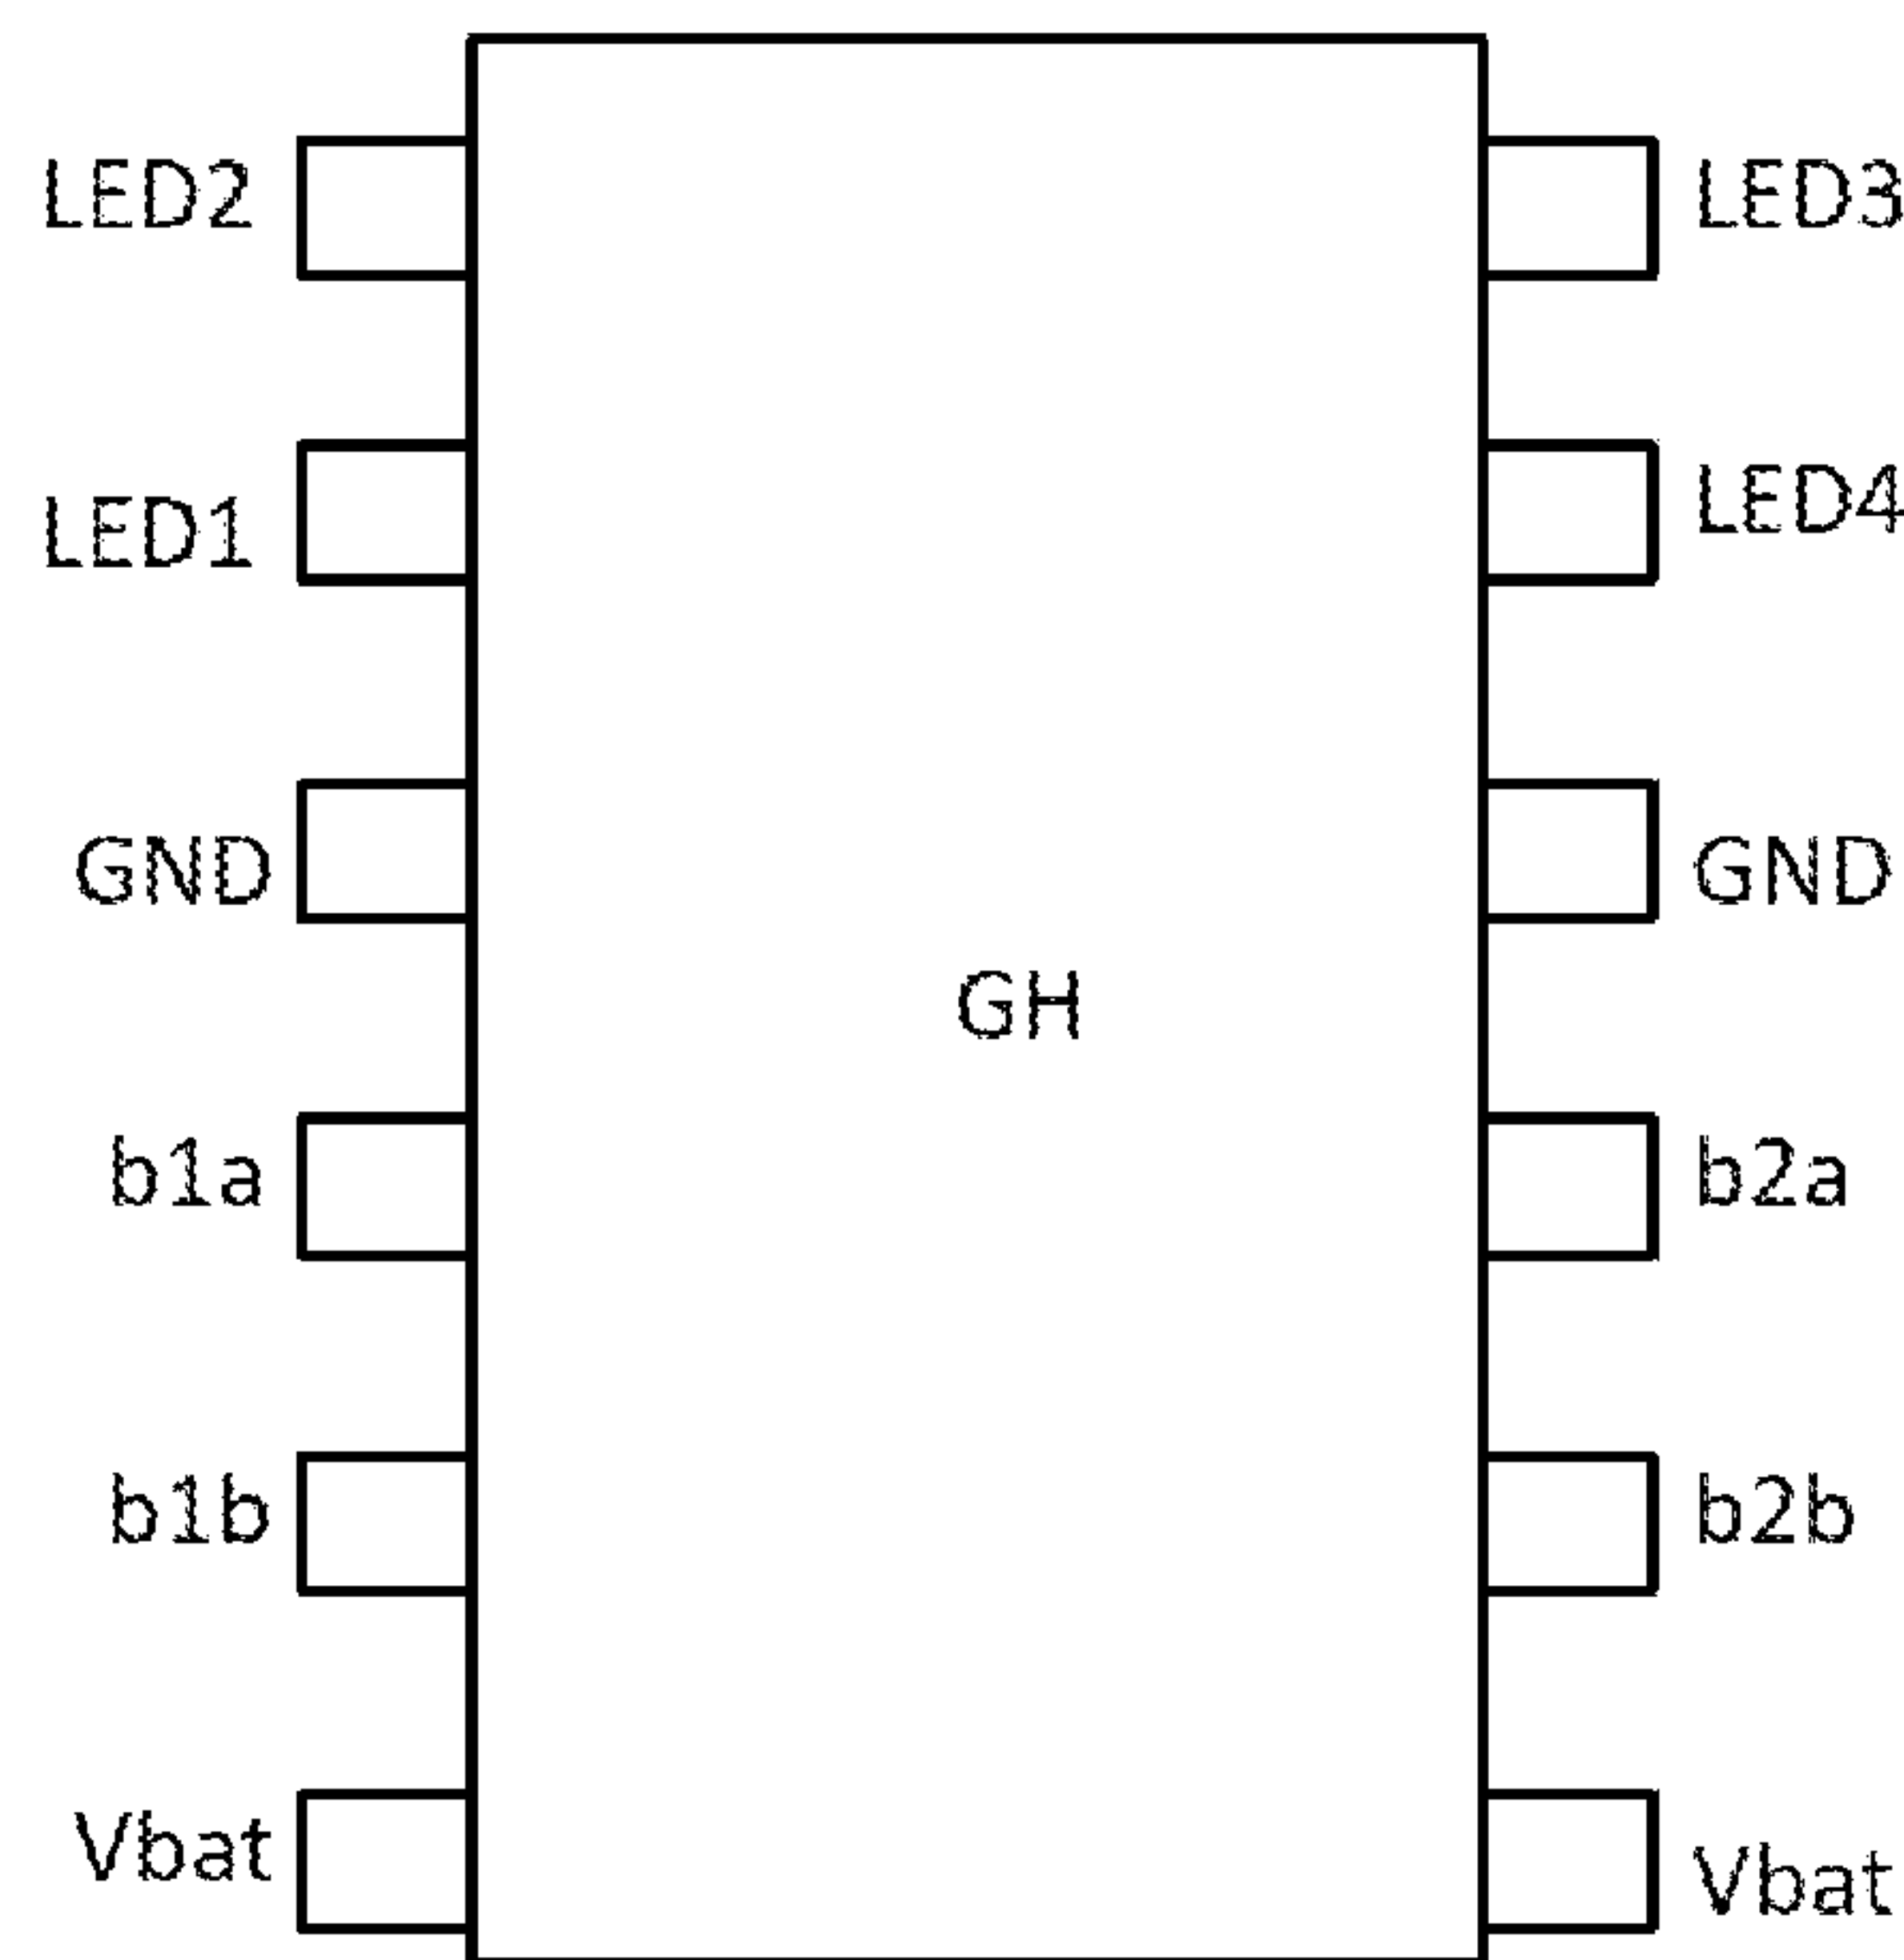 LED2
LED3
LED1
LED4
GND
GND
GH
b1a
b2a
b1b
b2b
Vbat
Vbat